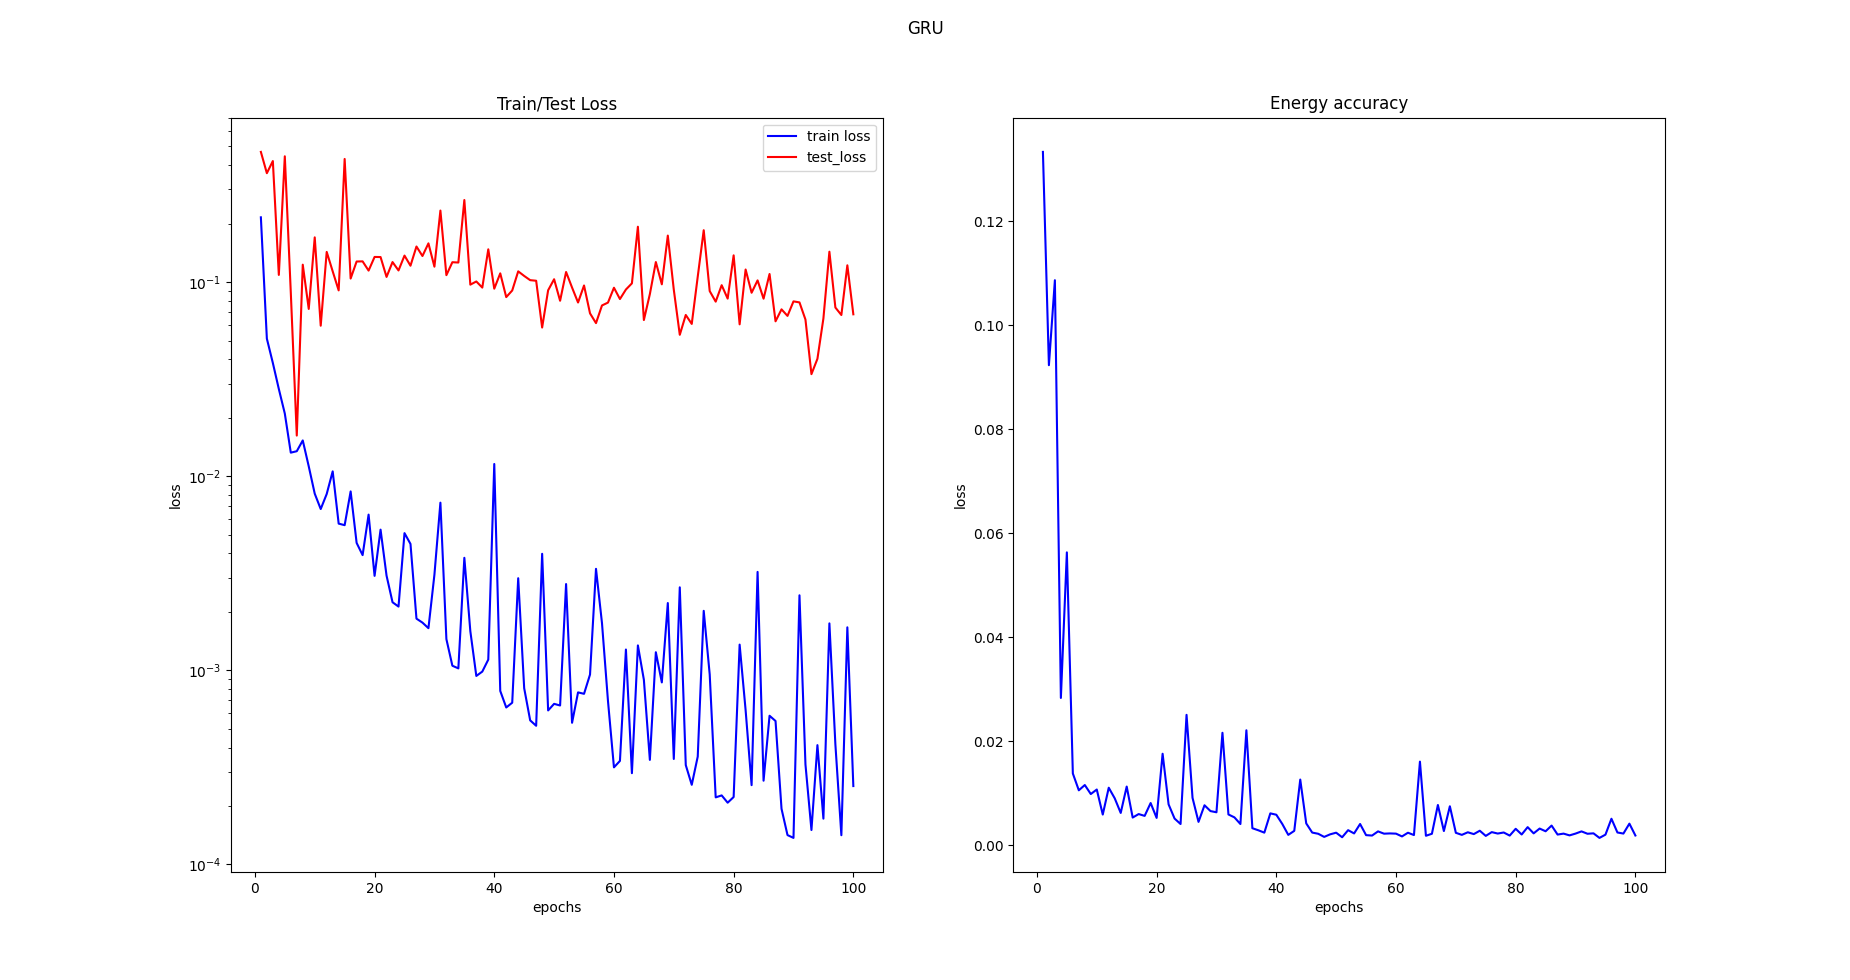 GRU
Train/Test Loss
train loss
test_loss
10⁻¹
10⁻²
10⁻³
10⁻⁴
loss
0 20 40 60 80 100
epochs
Energy accuracy
0.12
0.10
0.08
0.06
0.04
0.02
0.00
loss
0 20 40 60 80 100
epochs